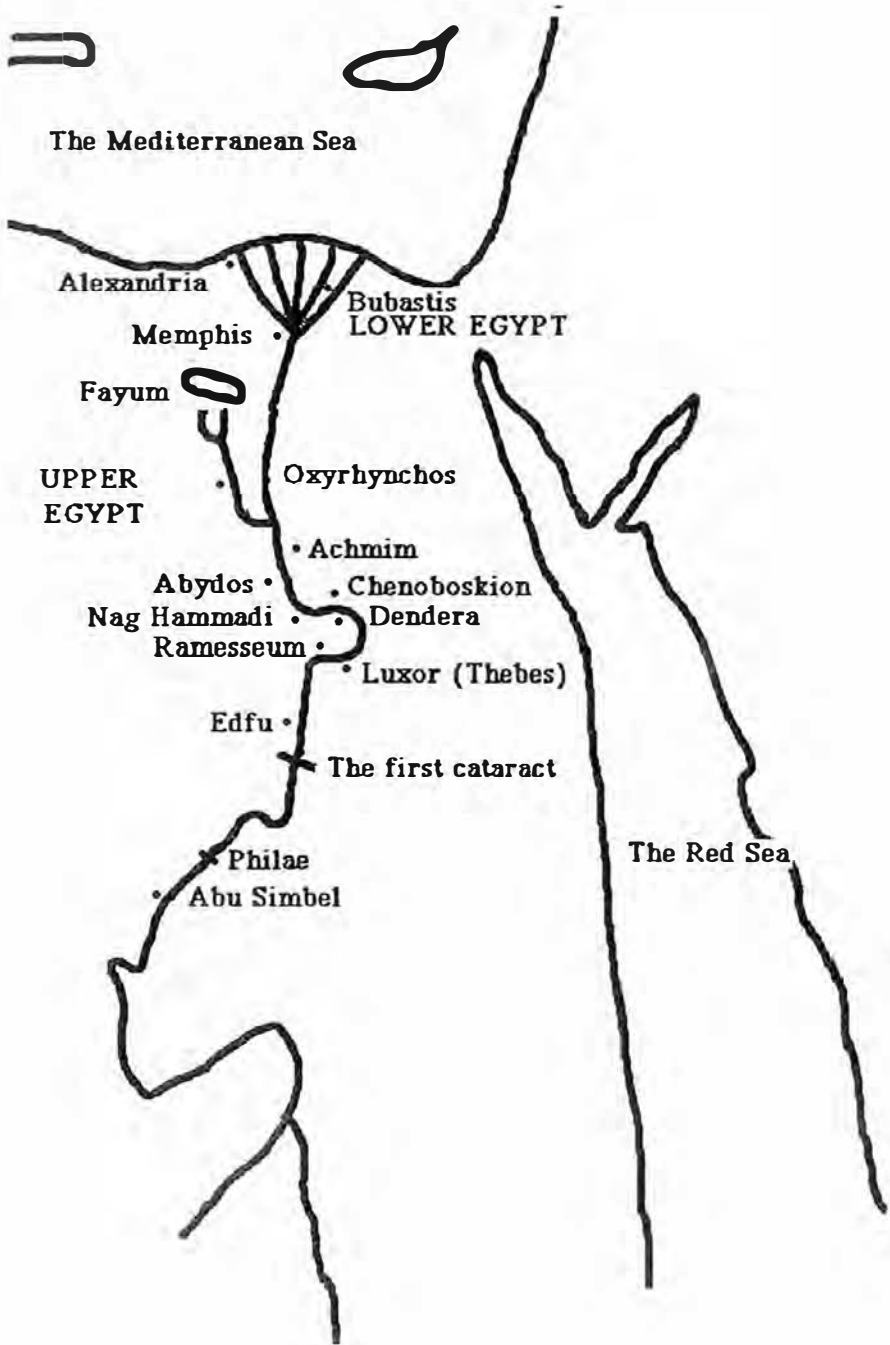 The Mediterranean Sea
Alexandria
Bubastis
LOWER EGYPT
Memphis
Fayum
Oxyrhynchos
UPPER
EGYPT
Achmim
Abydos
Chenoboskion
Nag Hammadi
Dendera
Ramesseum
Luxor (Thebes)
Edfu
The first cataract
The Red Sea
Philae
Abu Simbel